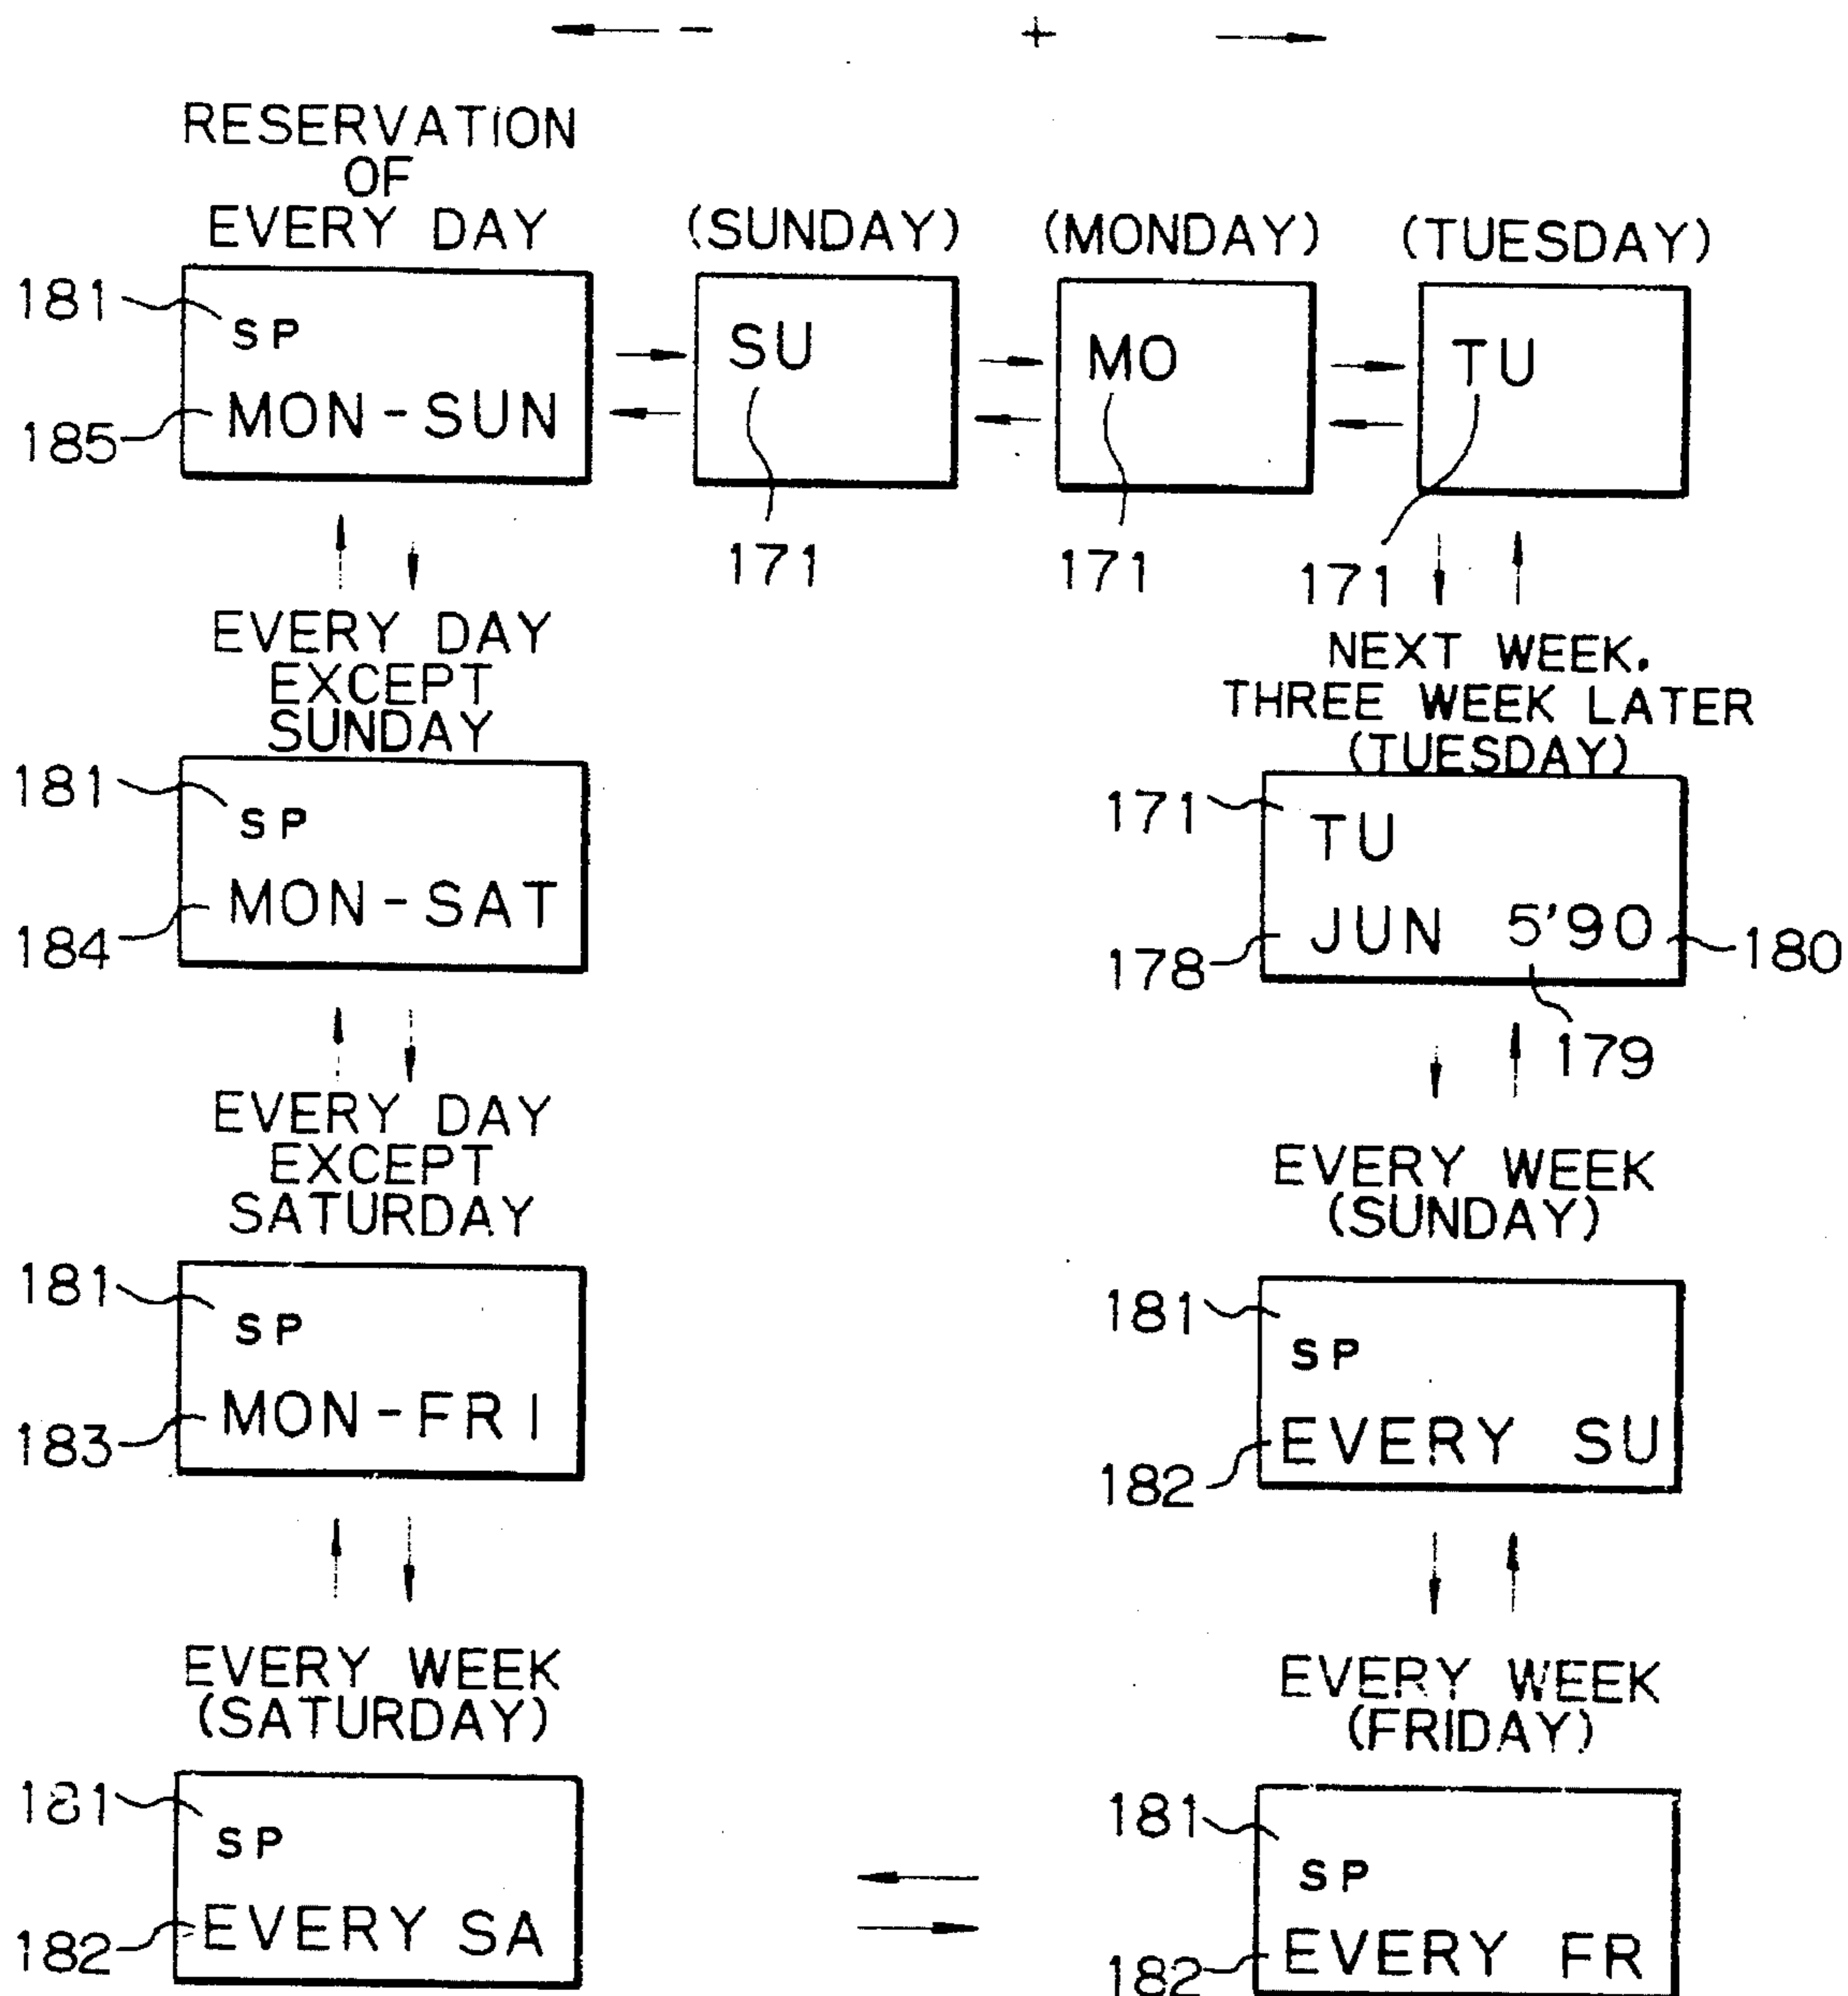 - +
RESERVATION
OF
EVERY DAY
(SUNDAY)
(MONDAY)
(TUESDAY)
181
SP
MON-SUN
185
SU
171
MO
171
TU
171
EVERY DAY
EXCEPT
SUNDAY
181
SP
MON-SAT
184
NEXT WEEK.
THREE WEEK LATER
(TUESDAY)
171
TU
JUN 5'90
178
180
179
EVERY DAY
EXCEPT
SATURDAY
181
SP
MON-FRI
183
EVERY WEEK
(SUNDAY)
181
SP
EVERY SU
182
EVERY WEEK
(SATURDAY)
181
SP
EVERY SA
182
EVERY WEEK
(FRIDAY)
181
SP
EVERY FR
182